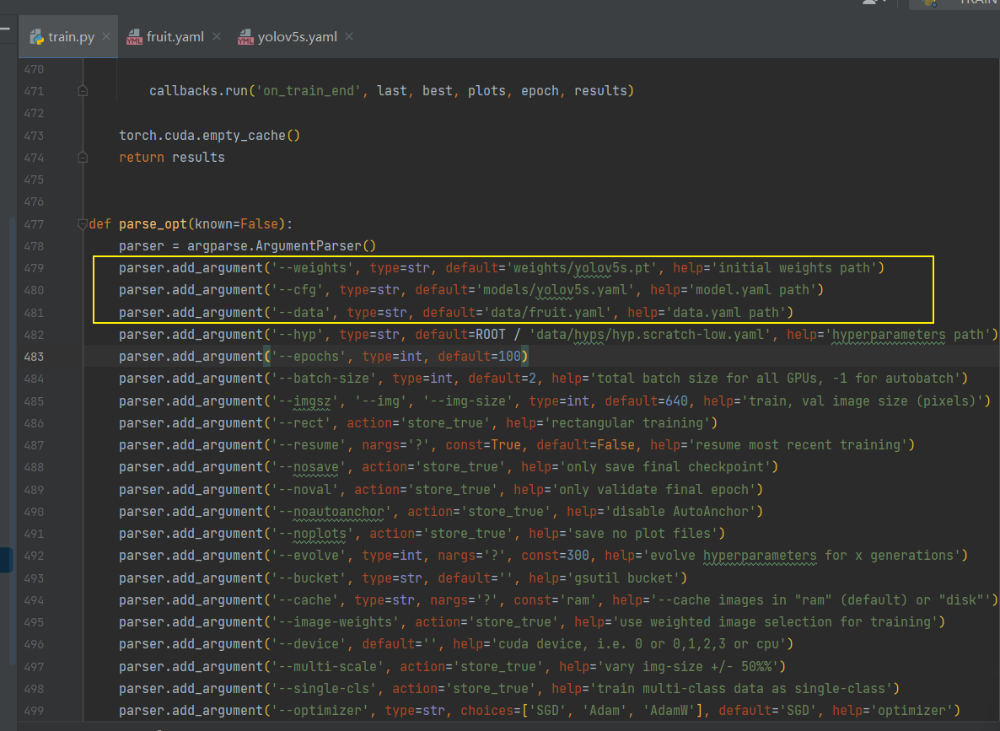 TRAIN
train.py
YML fruit.yaml
YML yolov5s.yaml
470
471 callbacks.run('on_train_end', last, best, plots, epoch, results)
472
473 torch.cuda.empty_cache()
474 return results
475
476
477 def parse_opt(known=False):
478 parser = argparse.ArgumentParser()
479 parser.add_argument('--weights', type=str, default='weights/yolov5s.pt', help='initial weights path')
480 parser.add_argument('--cfg', type=str, default='models/yolov5s.yaml', help='model.yaml path')
481 parser.add_argument('--data', type=str, default='data/fruit.yaml', help='data.yaml path')
482 parser.add_argument('--hyp', type=str, default=ROOT / 'data/hyps/hyp.scratch-low.yaml', help='hyperparameters path')
483 parser.add_argument('--epochs', type=int, default=100)
484 parser.add_argument('--batch-size', type=int, default=2, help='total batch size for all GPUs, -1 for autobatch')
485 parser.add_argument('--imgsz', '--img', '--img-size', type=int, default=640, help='train, val image size (pixels)')
486 parser.add_argument('--rect', action='store_true', help='rectangular training')
487 parser.add_argument('--resume', nargs='?', const=True, default=False, help='resume most recent training')
488 parser.add_argument('--nosave', action='store_true', help='only save final checkpoint')
489 parser.add_argument('--noval', action='store_true', help='only validate final epoch')
490 parser.add_argument('--noautoanchor', action='store_true', help='disable AutoAnchor')
491 parser.add_argument('--noplots', action='store_true', help='save no plot files')
492 parser.add_argument('--evolve', type=int, nargs='?', const=300, help='evolve hyperparameters for x generations')
493 parser.add_argument('--bucket', type=str, default='', help='gsutil bucket')
494 parser.add_argument('--cache', type=str, nargs='?', const='ram', help='--cache images in "ram" (default) or "disk"')
495 parser.add_argument('--image-weights', action='store_true', help='use weighted image selection for training')
496 parser.add_argument('--device', default='', help='cuda device, i.e. 0 or 0,1,2,3 or cpu')
497 parser.add_argument('--multi-scale', action='store_true', help='vary img-size +/- 50%%')
498 parser.add_argument('--single-cls', action='store_true', help='train multi-class data as single-class')
499 parser.add_argument('--optimizer', type=str, choices=['SGD', 'Adam', 'AdamW'], default='SGD', help='optimizer')